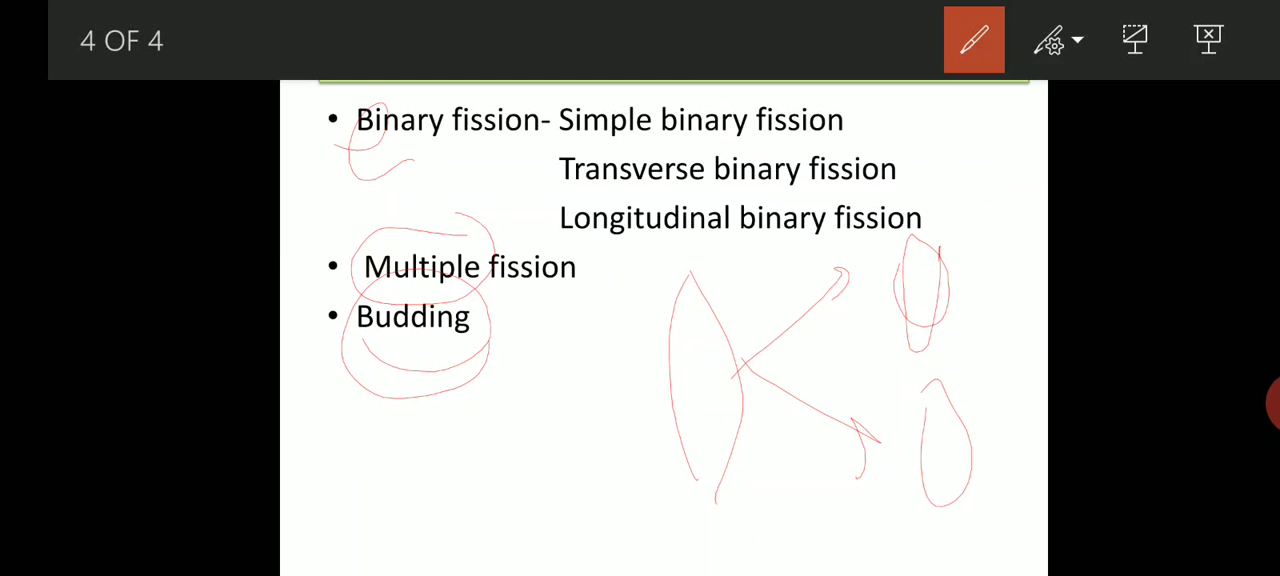 4 OF 4
• Binary fission- Simple binary fission
Transverse binary fission
Longitudinal binary fission
• Multiple fission
• Budding